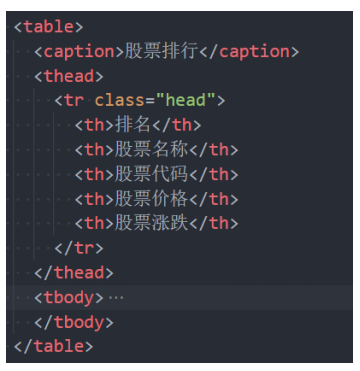 <table>
<caption>股票排行</caption>
<thead>
<tr class="head">
<th>排名</th>
<th>股票名称</th>
<th>股票代码</th>
<th>股票价格</th>
<th>股票涨跌</th>
</tr>
</thead>
<tbody>…
</tbody>
</table>